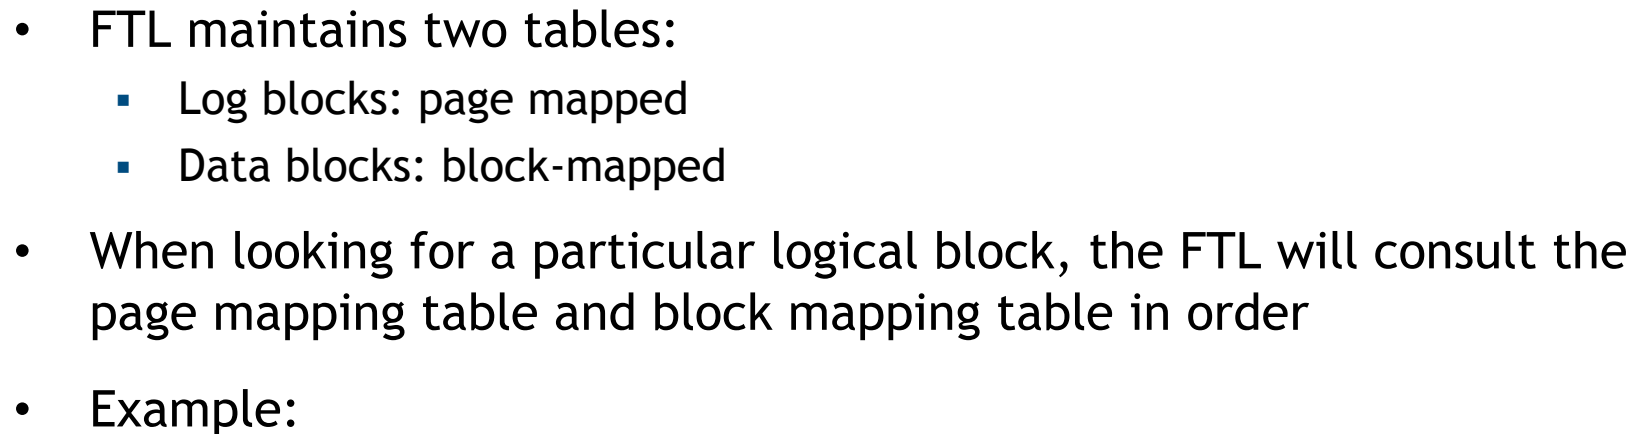 • FTL maintains two tables:
▪ Log blocks: page mapped
▪ Data blocks: block-mapped
• When looking for a particular logical block, the FTL will consult the
page mapping table and block mapping table in order
• Example: